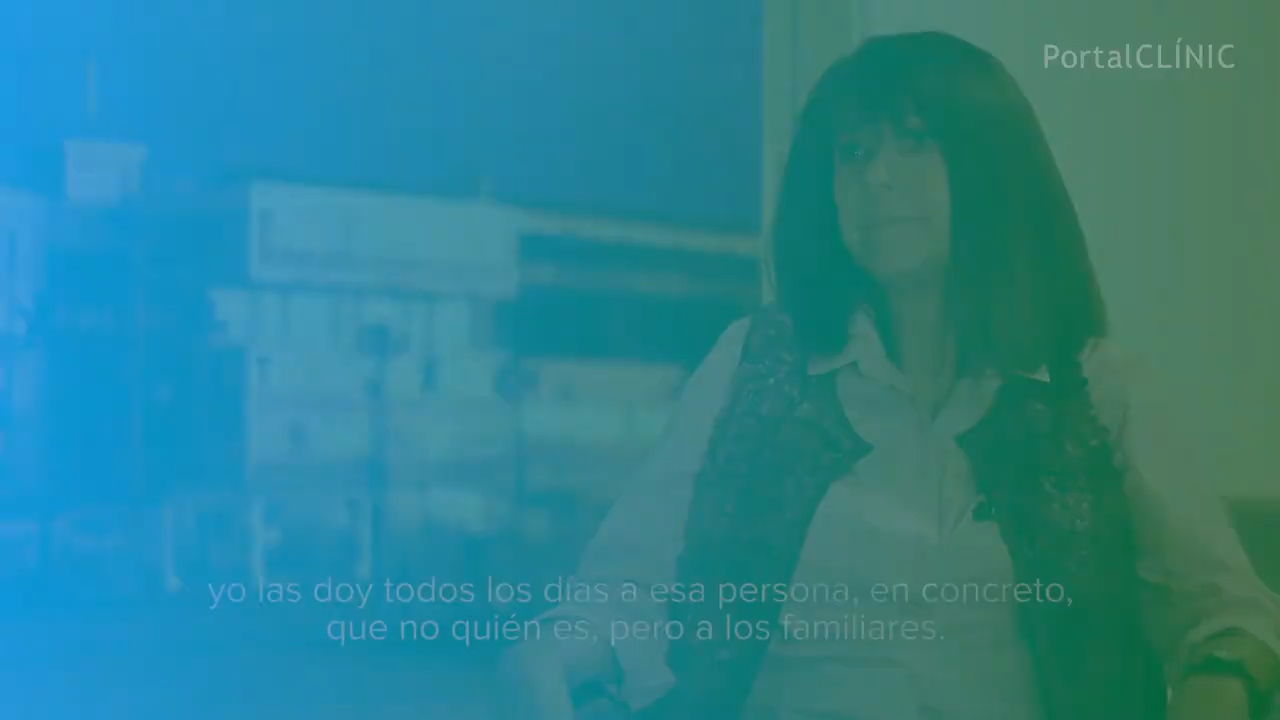 PortalCLÍNIC
yo las doy todos los días a esa persona, en concreto,
que no quién es, pero a los familiares.